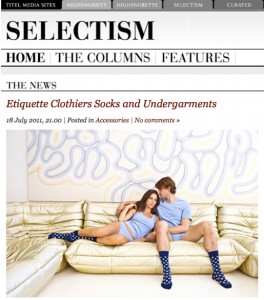 TITEL MEDIA SITES HIGHSNOBIETY HIGHSNOBETTE SELECTISM CURATED
SELECTISM
HOME | THE COLUMNS | FEATURES |
THE NEWS
Etiquette Clothiers Socks and Undergarments
18 July 2011, 21.00 | Posted in Accessories | No comments »